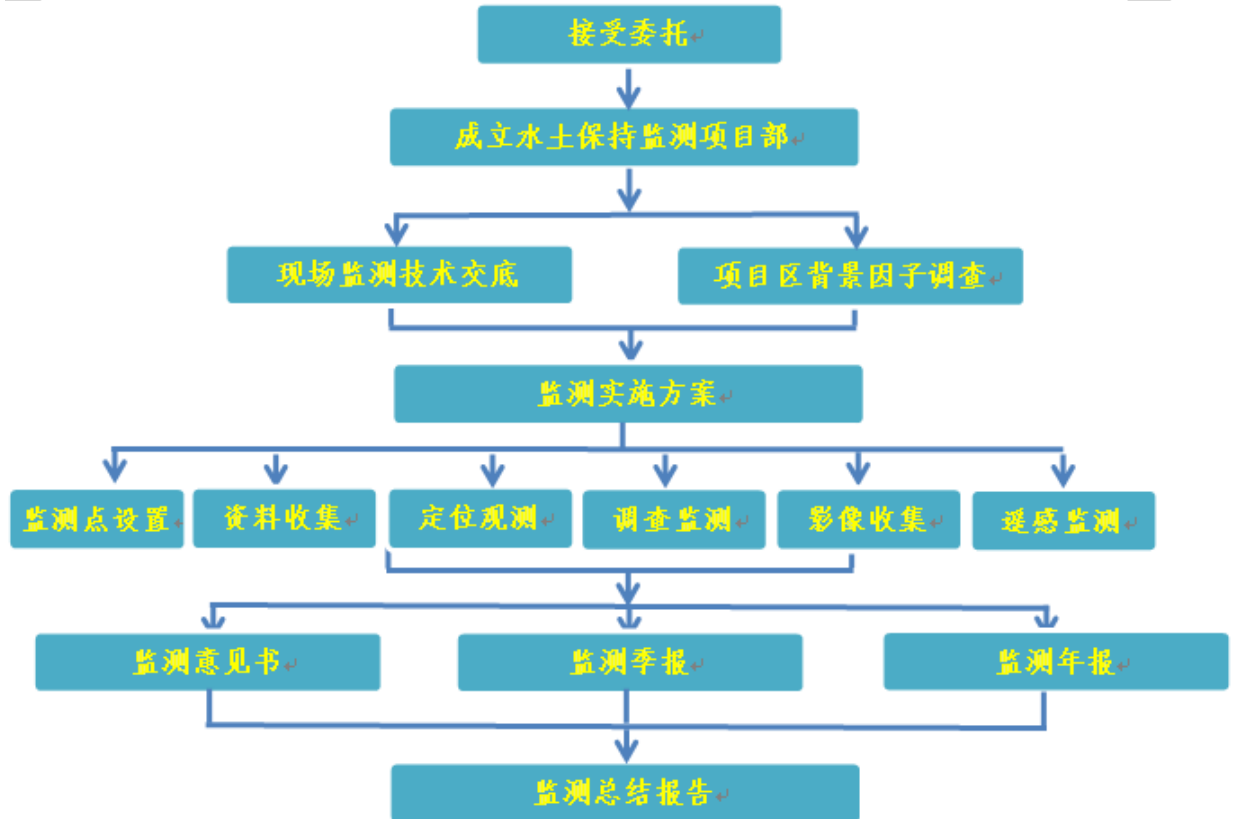 接受委托
成立水土保持监测项目部
现场监测技术交底
项目区背景因子调查
监测实施方案
监测点设置
资料收集
定位观测
调查监测
影像收集
遥感监测
监测意见书
监测季报
监测年报
监测总结报告